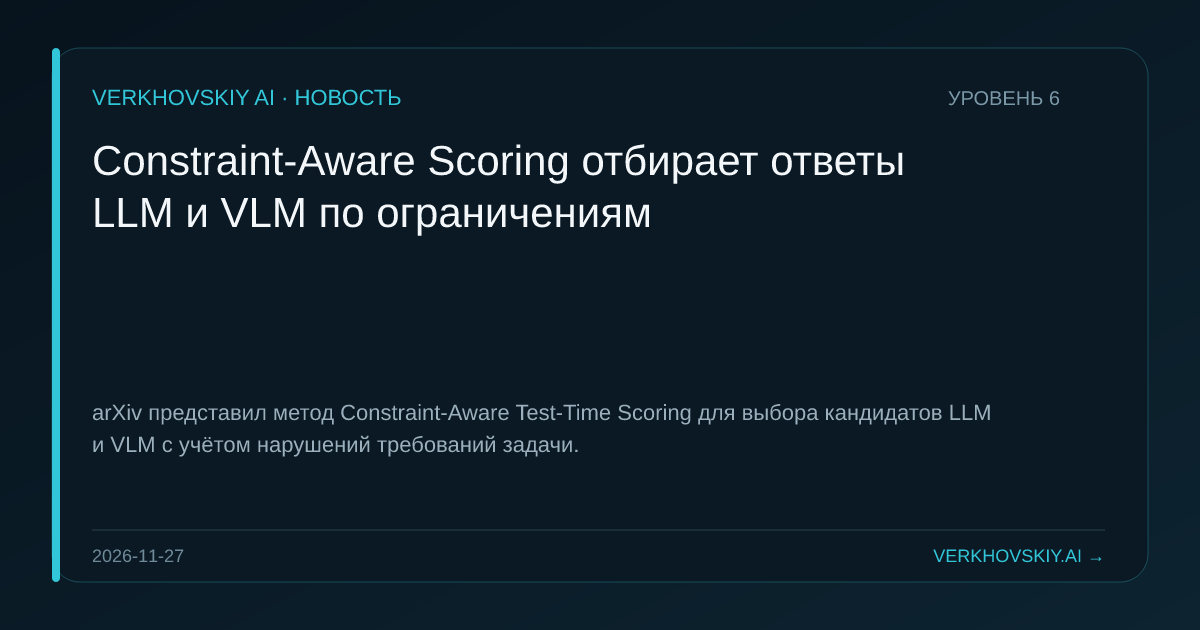 VERKHOVSKIY AI · НОВОСТЬ
УРОВЕНЬ 6
Constraint-Aware Scoring отбирает ответы
LLM и VLM по ограничениям
arXiv представил метод Constraint-Aware Test-Time Scoring для выбора кандидатов LLM
и VLM с учётом нарушений требований задачи.
2026-11-27
VERKHOVSKIY.AI →